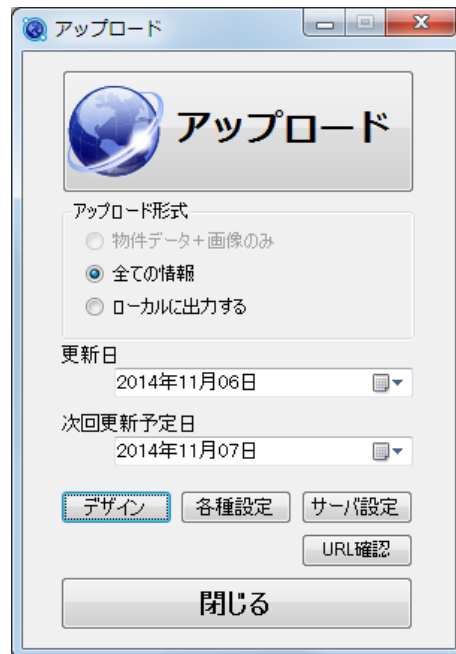 アップロード
アップロード
アップロード形式
物件データ+画像のみ
全ての情報
ローカルに出力する
更新日
2014年11月06日
次回更新予定日
2014年11月07日
デザイン 各種設定 サーバ設定
URL確認
閉じる